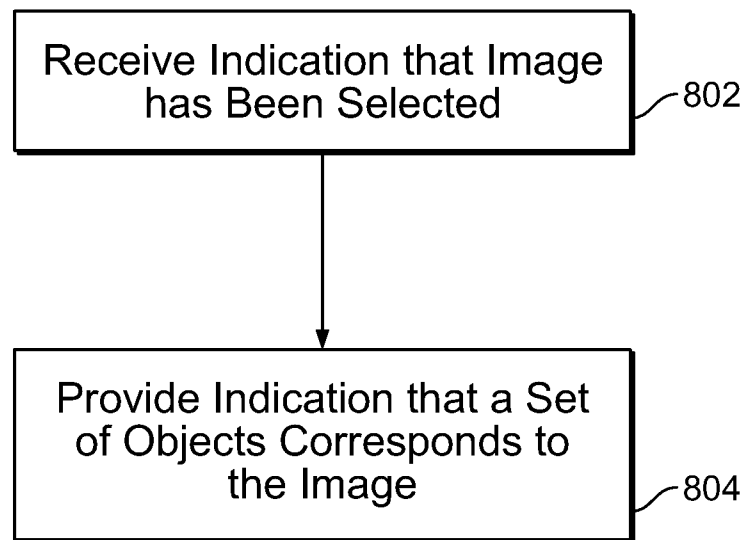 Receive Indication that Image
has Been Selected
802
Provide Indication that a Set
of Objects Corresponds to
the Image
804